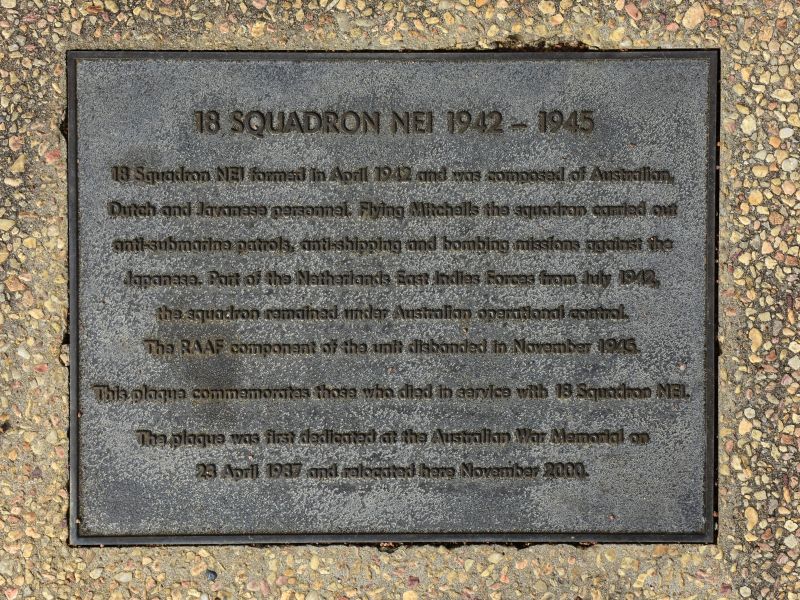 18 SQUADRON NEI 1942 – 1945
18 Squadron NEI formed in April 1942 and was composed of Australian,
Dutch and Javanese personnel. Flying Mitchells the squadron carried out
anti-submarine patrols, anti-shipping and bombing missions against the
Japanese. Part of the Netherlands East Indies Forces from July 1942,
the squadron remained under Australian operational control.
The RAAF component of the unit disbanded in November 1945.
This plaque commemorates those who died in service with 18 Squadron NEI.
The plaque was first dedicated at the Australian War Memorial on
23 April 1987 and relocated here November 2000.